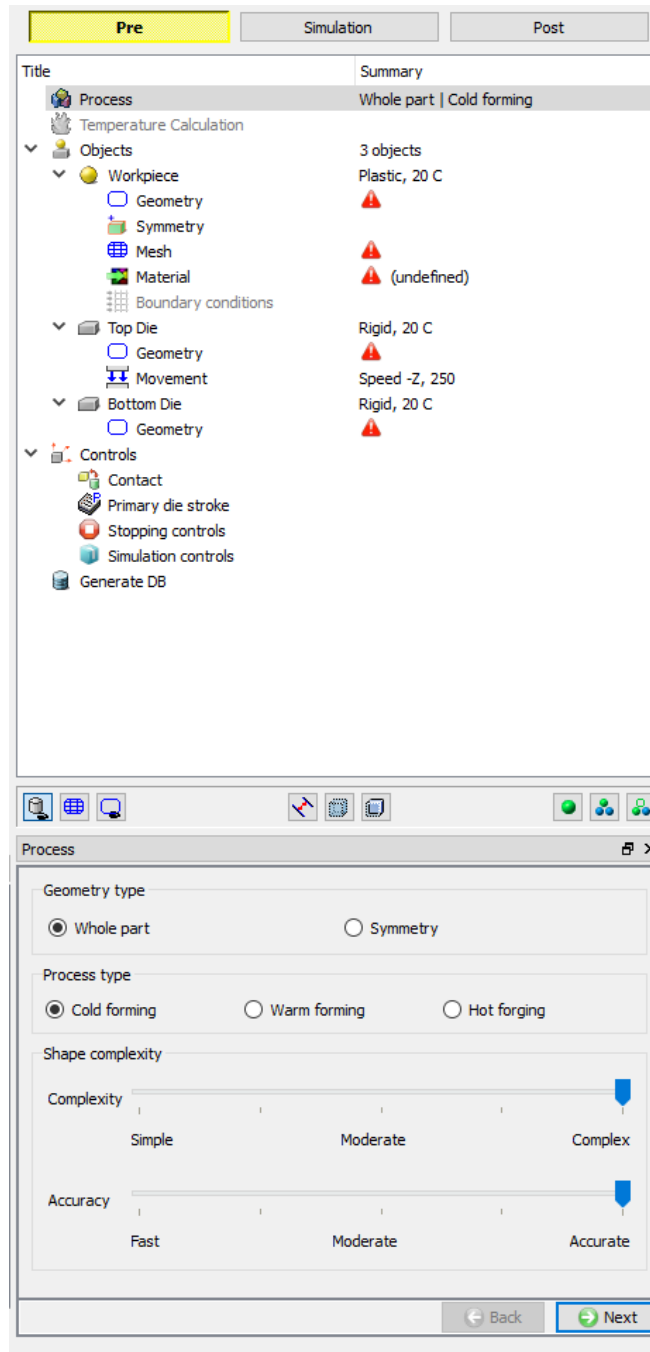 Pre Simulation Post
Title Summary
Process Whole part | Cold forming
Temperature Calculation
Objects 3 objects
Workpiece Plastic, 20 C
Geometry
Symmetry
Mesh
Material (undefined)
Boundary conditions
Top Die Rigid, 20 C
Geometry
Movement Speed -Z, 250
Bottom Die Rigid, 20 C
Geometry
Controls
Contact
Primary die stroke
Stopping controls
Simulation controls
Generate DB
Process
Geometry type
Whole part Symmetry
Process type
Cold forming Warm forming Hot forging
Shape complexity
Complexity
Simple Moderate Complex
Accuracy
Fast Moderate Accurate
Back Next